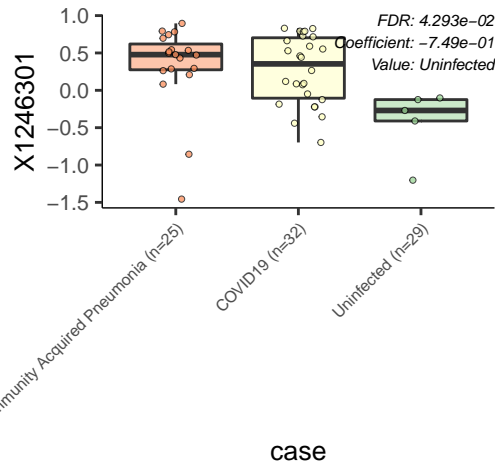 FDR: 4.293e−02
Coefficient: −7.49e−01
Value: Uninfected
X1246301
1.0
0.5
0.0
−0.5
−1.0
−1.5
Acquired Pneumonia (n=25)
COVID19 (n=32)
Uninfected (n=29)
case